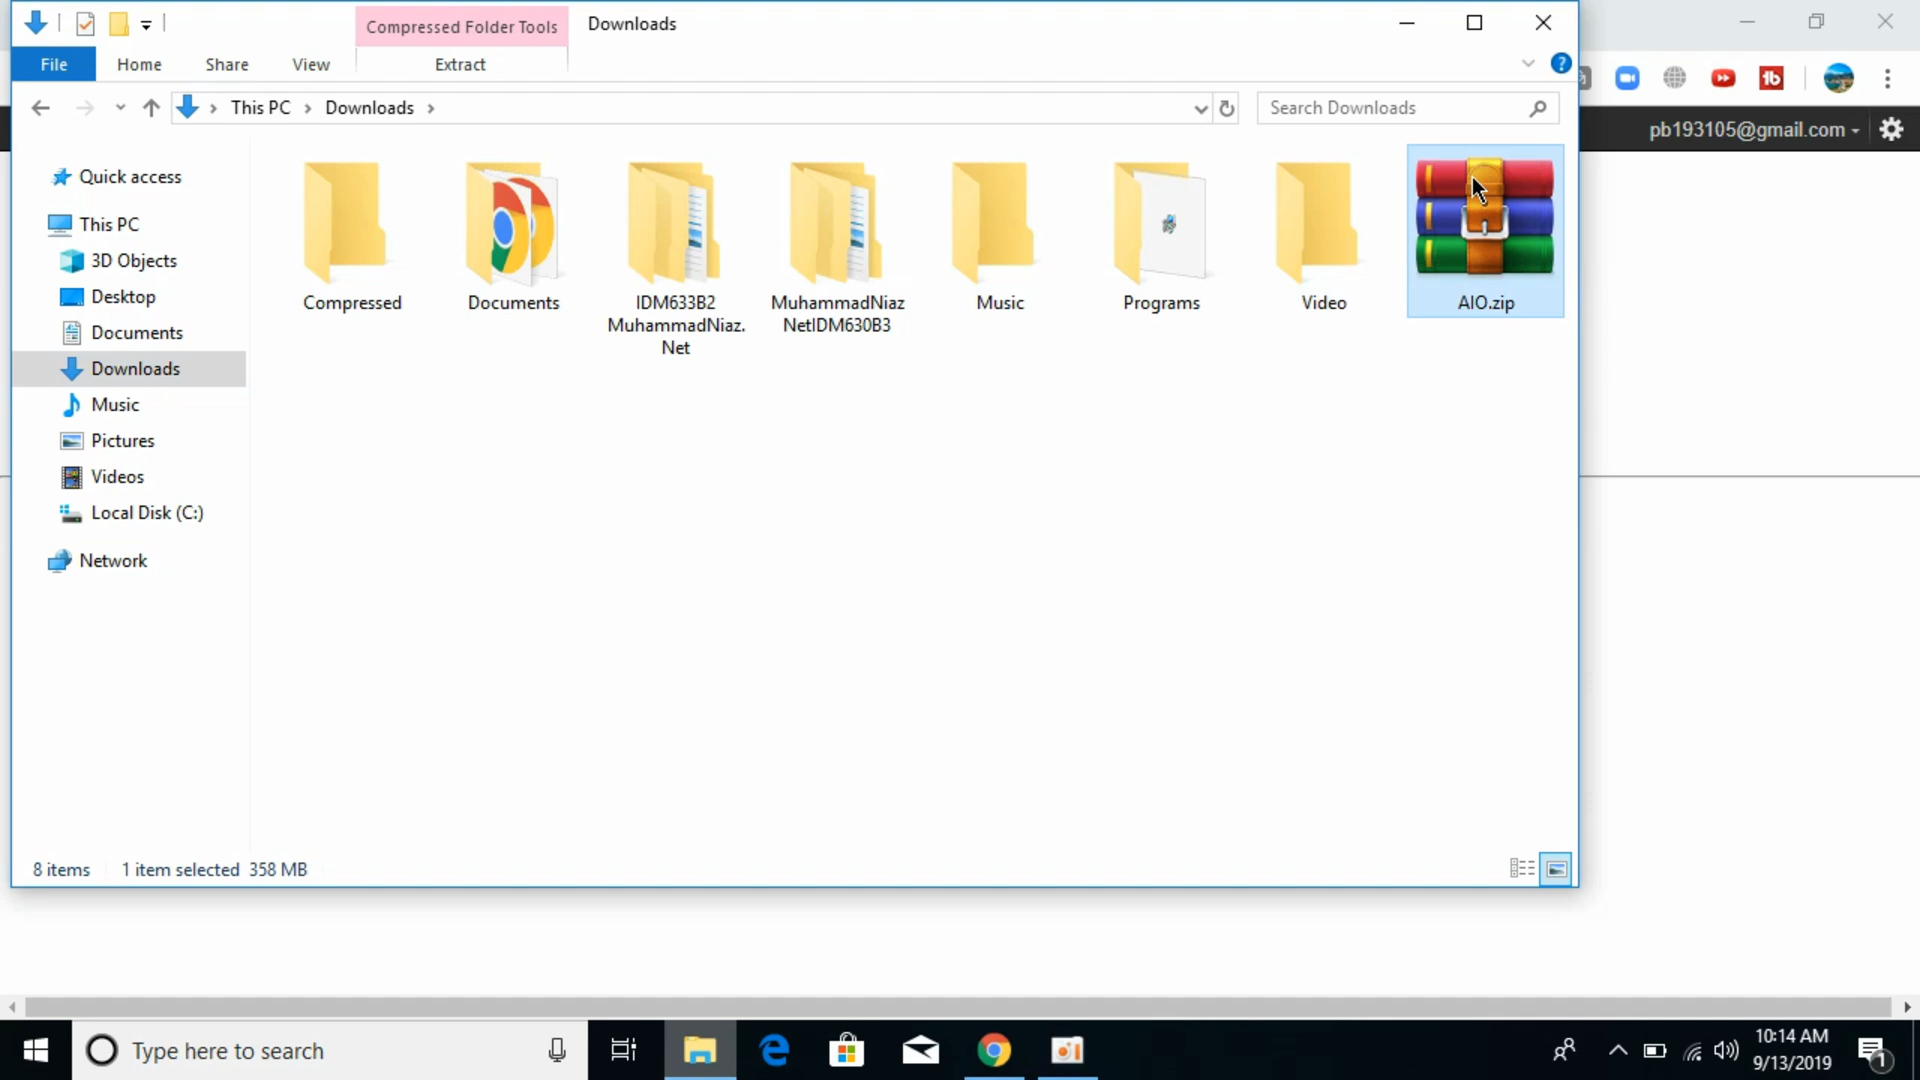 Compressed Folder Tools
Downloads
File
Home
Share
View
Extract
This PC
Downloads
Search Downloads
pb193105@gmail.com
Quick access
This PC
3D Objects
Desktop
Documents
Downloads
Music
Pictures
Videos
Local Disk (C:)
Network
Compressed
Documents
IDM633B2
MuhammadNiaz.
Net
MuhammadNiaz
NetIDM630B3
Music
Programs
Video
AIO.zip
8 items
1 item selected 358 MB
Type here to search
10:14 AM
9/13/2019
1